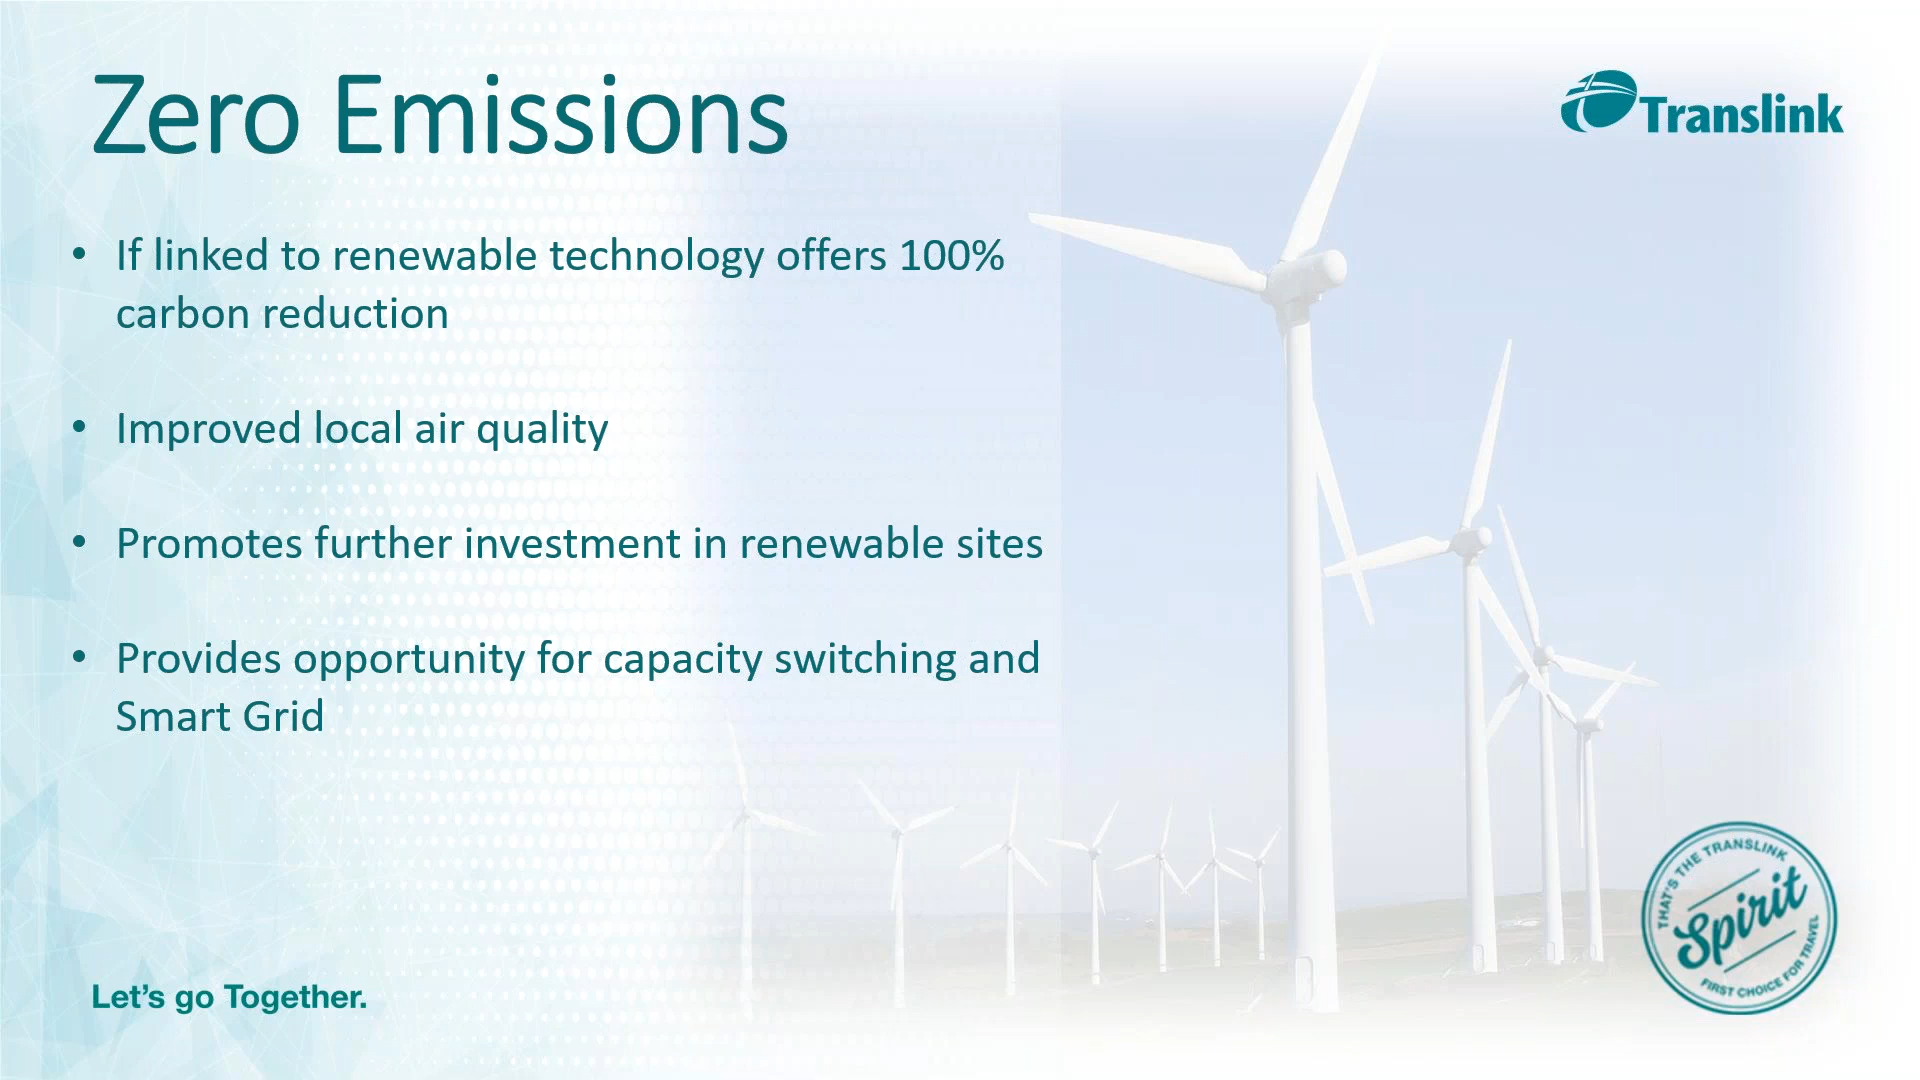 Zero Emissions
Translink
• If linked to renewable technology offers 100%
carbon reduction
• Improved local air quality
• Promotes further investment in renewable sites
• Provides opportunity for capacity switching and
Smart Grid
THAT'S THE TRANSLINK
Spirit
FIRST CHOICE FOR TRAVEL
Let's go Together.